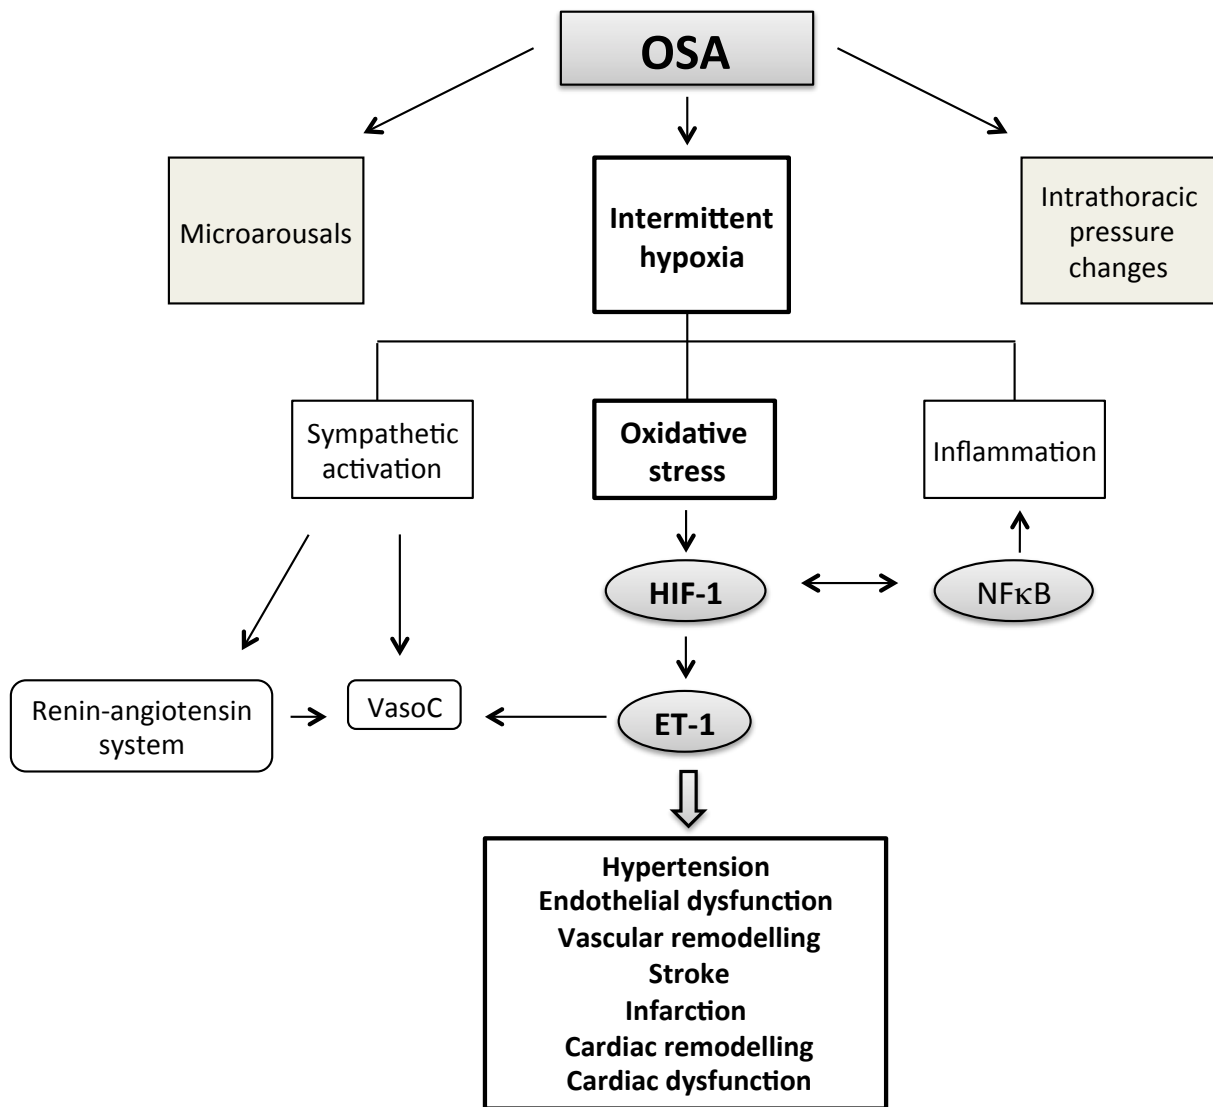 OSA
Microarousals
Intermittent
hypoxia
Intrathoracic
pressure
changes
Sympathetic
activation
Oxidative
stress
Inflammation
HIF-1
NFκB
Renin-angiotensin
system
VasoC
ET-1
Hypertension
Endothelial dysfunction
Vascular remodelling
Stroke
Infarction
Cardiac remodelling
Cardiac dysfunction